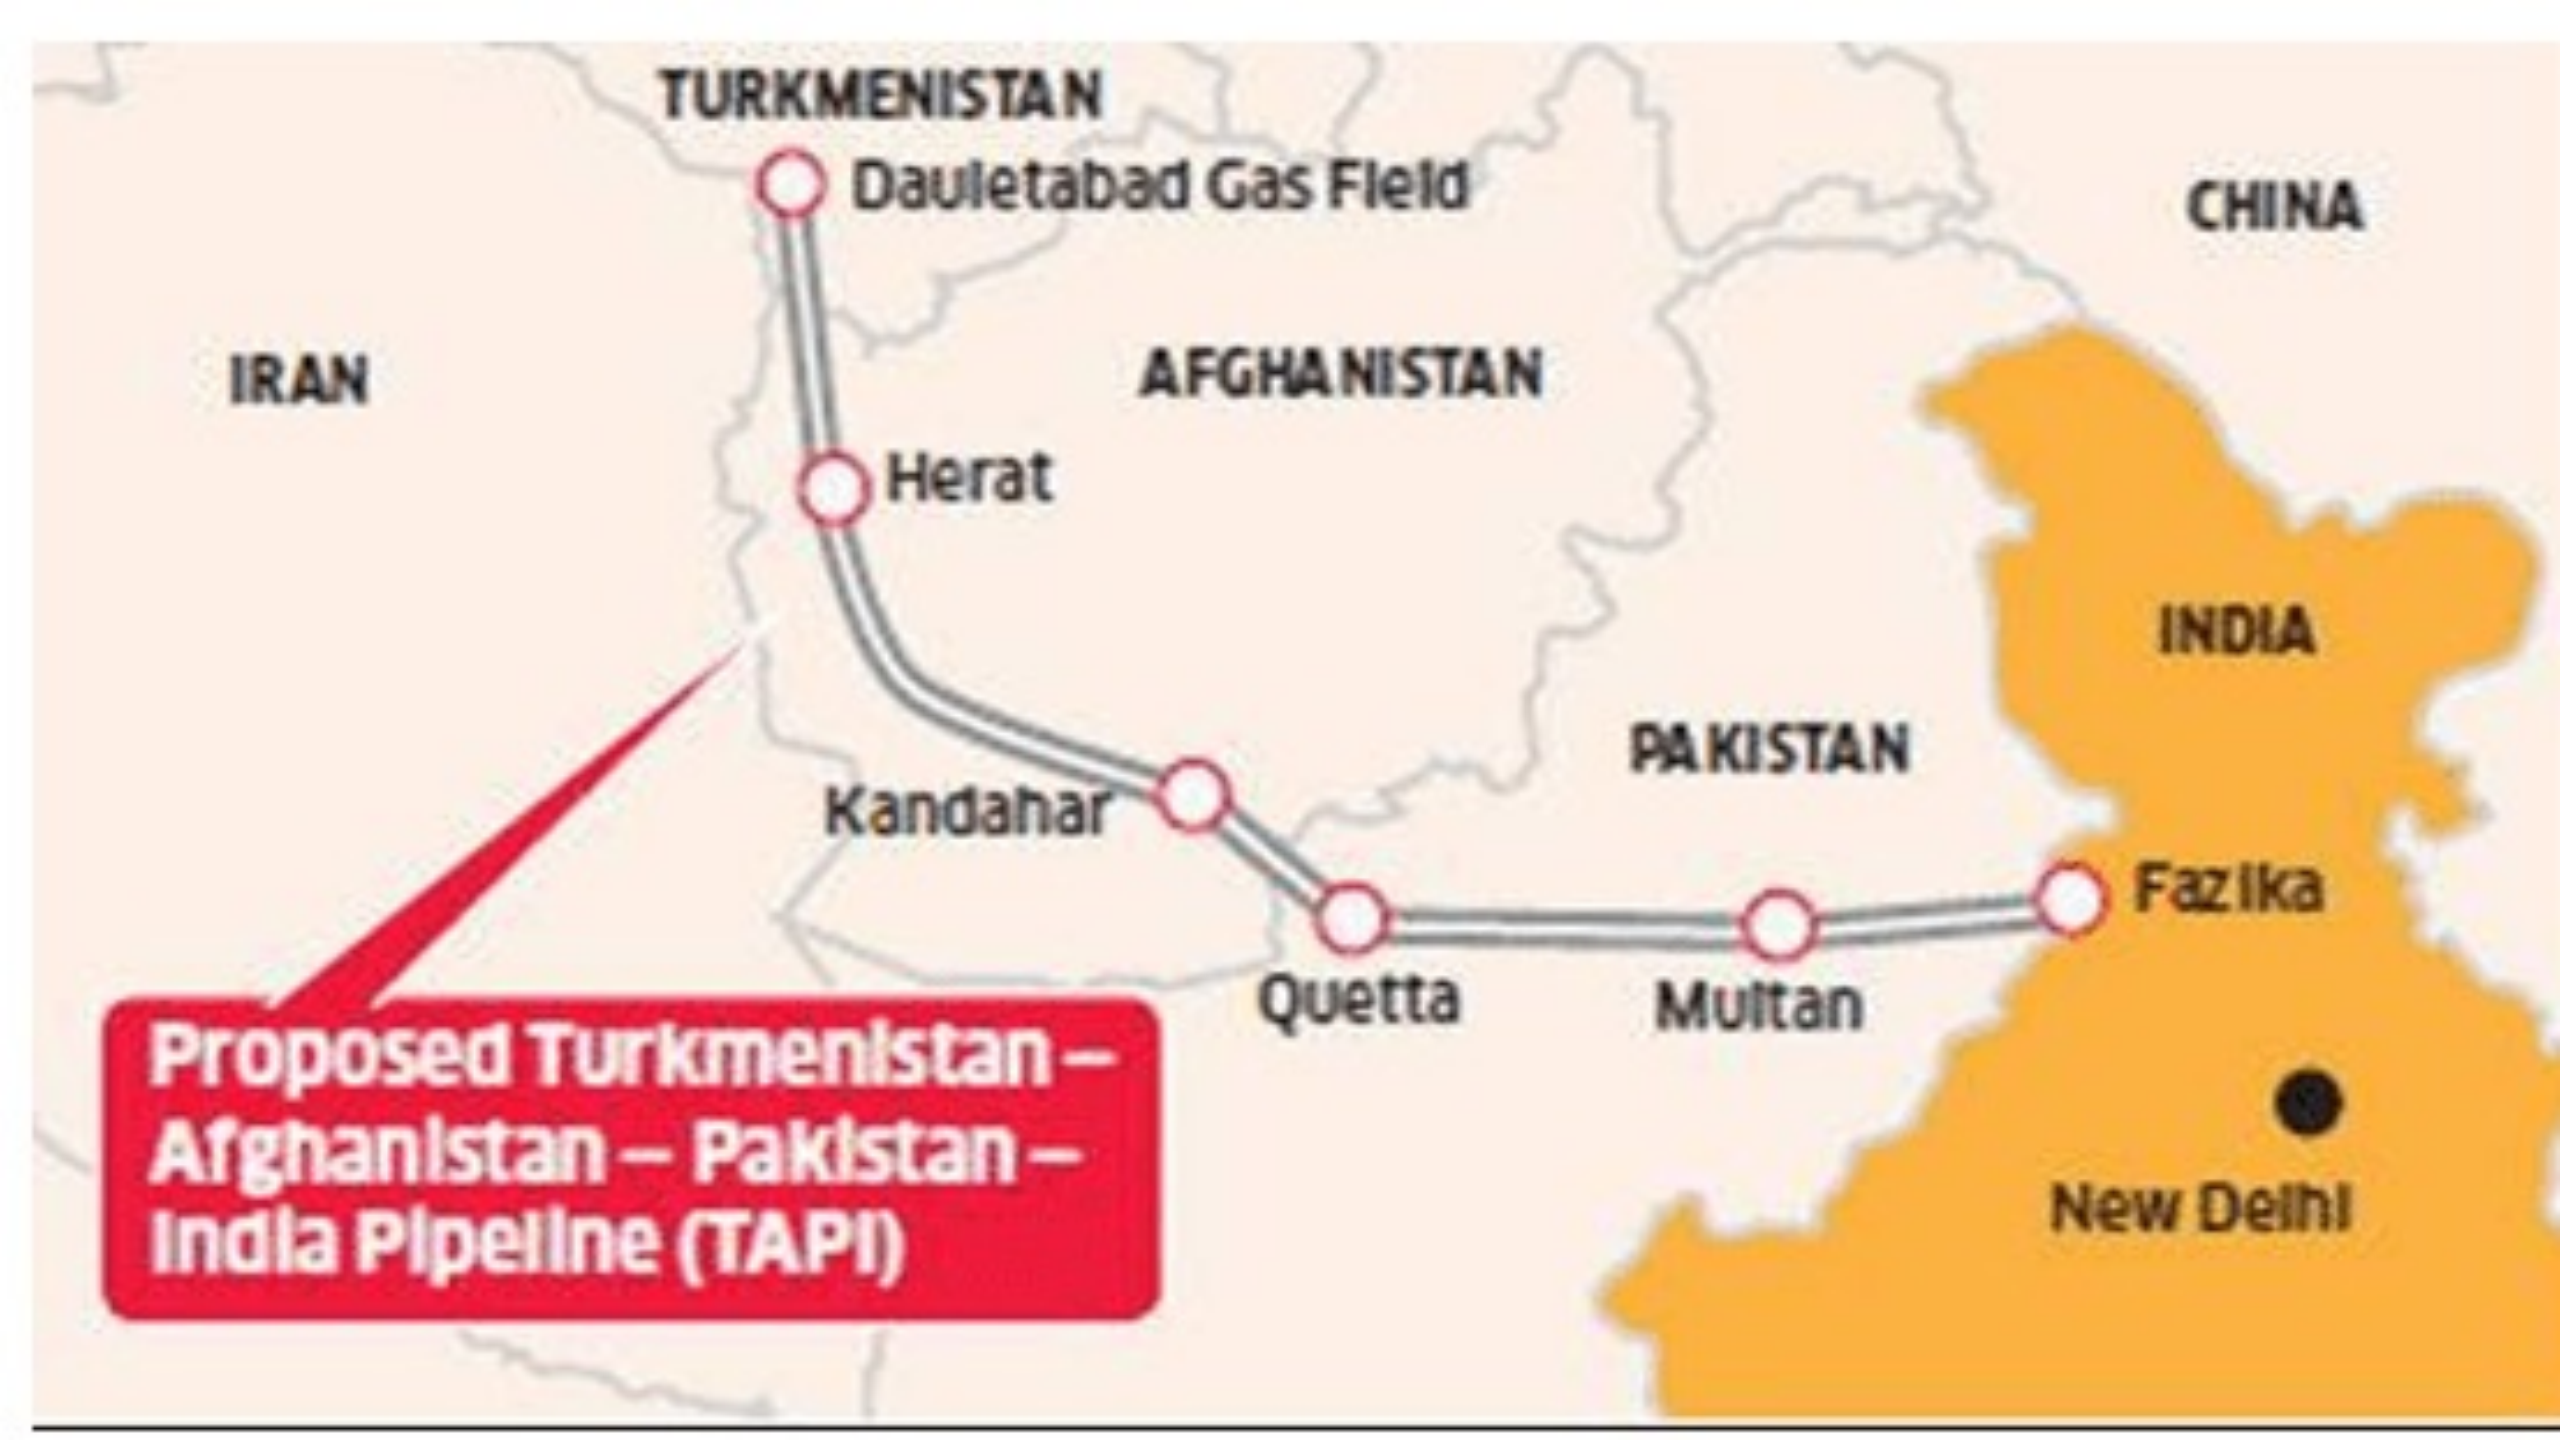 TURKMENISTAN
Dauletabad Gas Field
CHINA
IRAN
AFGHANISTAN
Herat
INDIA
PAKISTAN
Kandahar
Fazika
Quetta
Multan
Proposed Turkmenistan –
Afghanistan – Pakistan –
India Pipeline (TAPI)
New Delhi